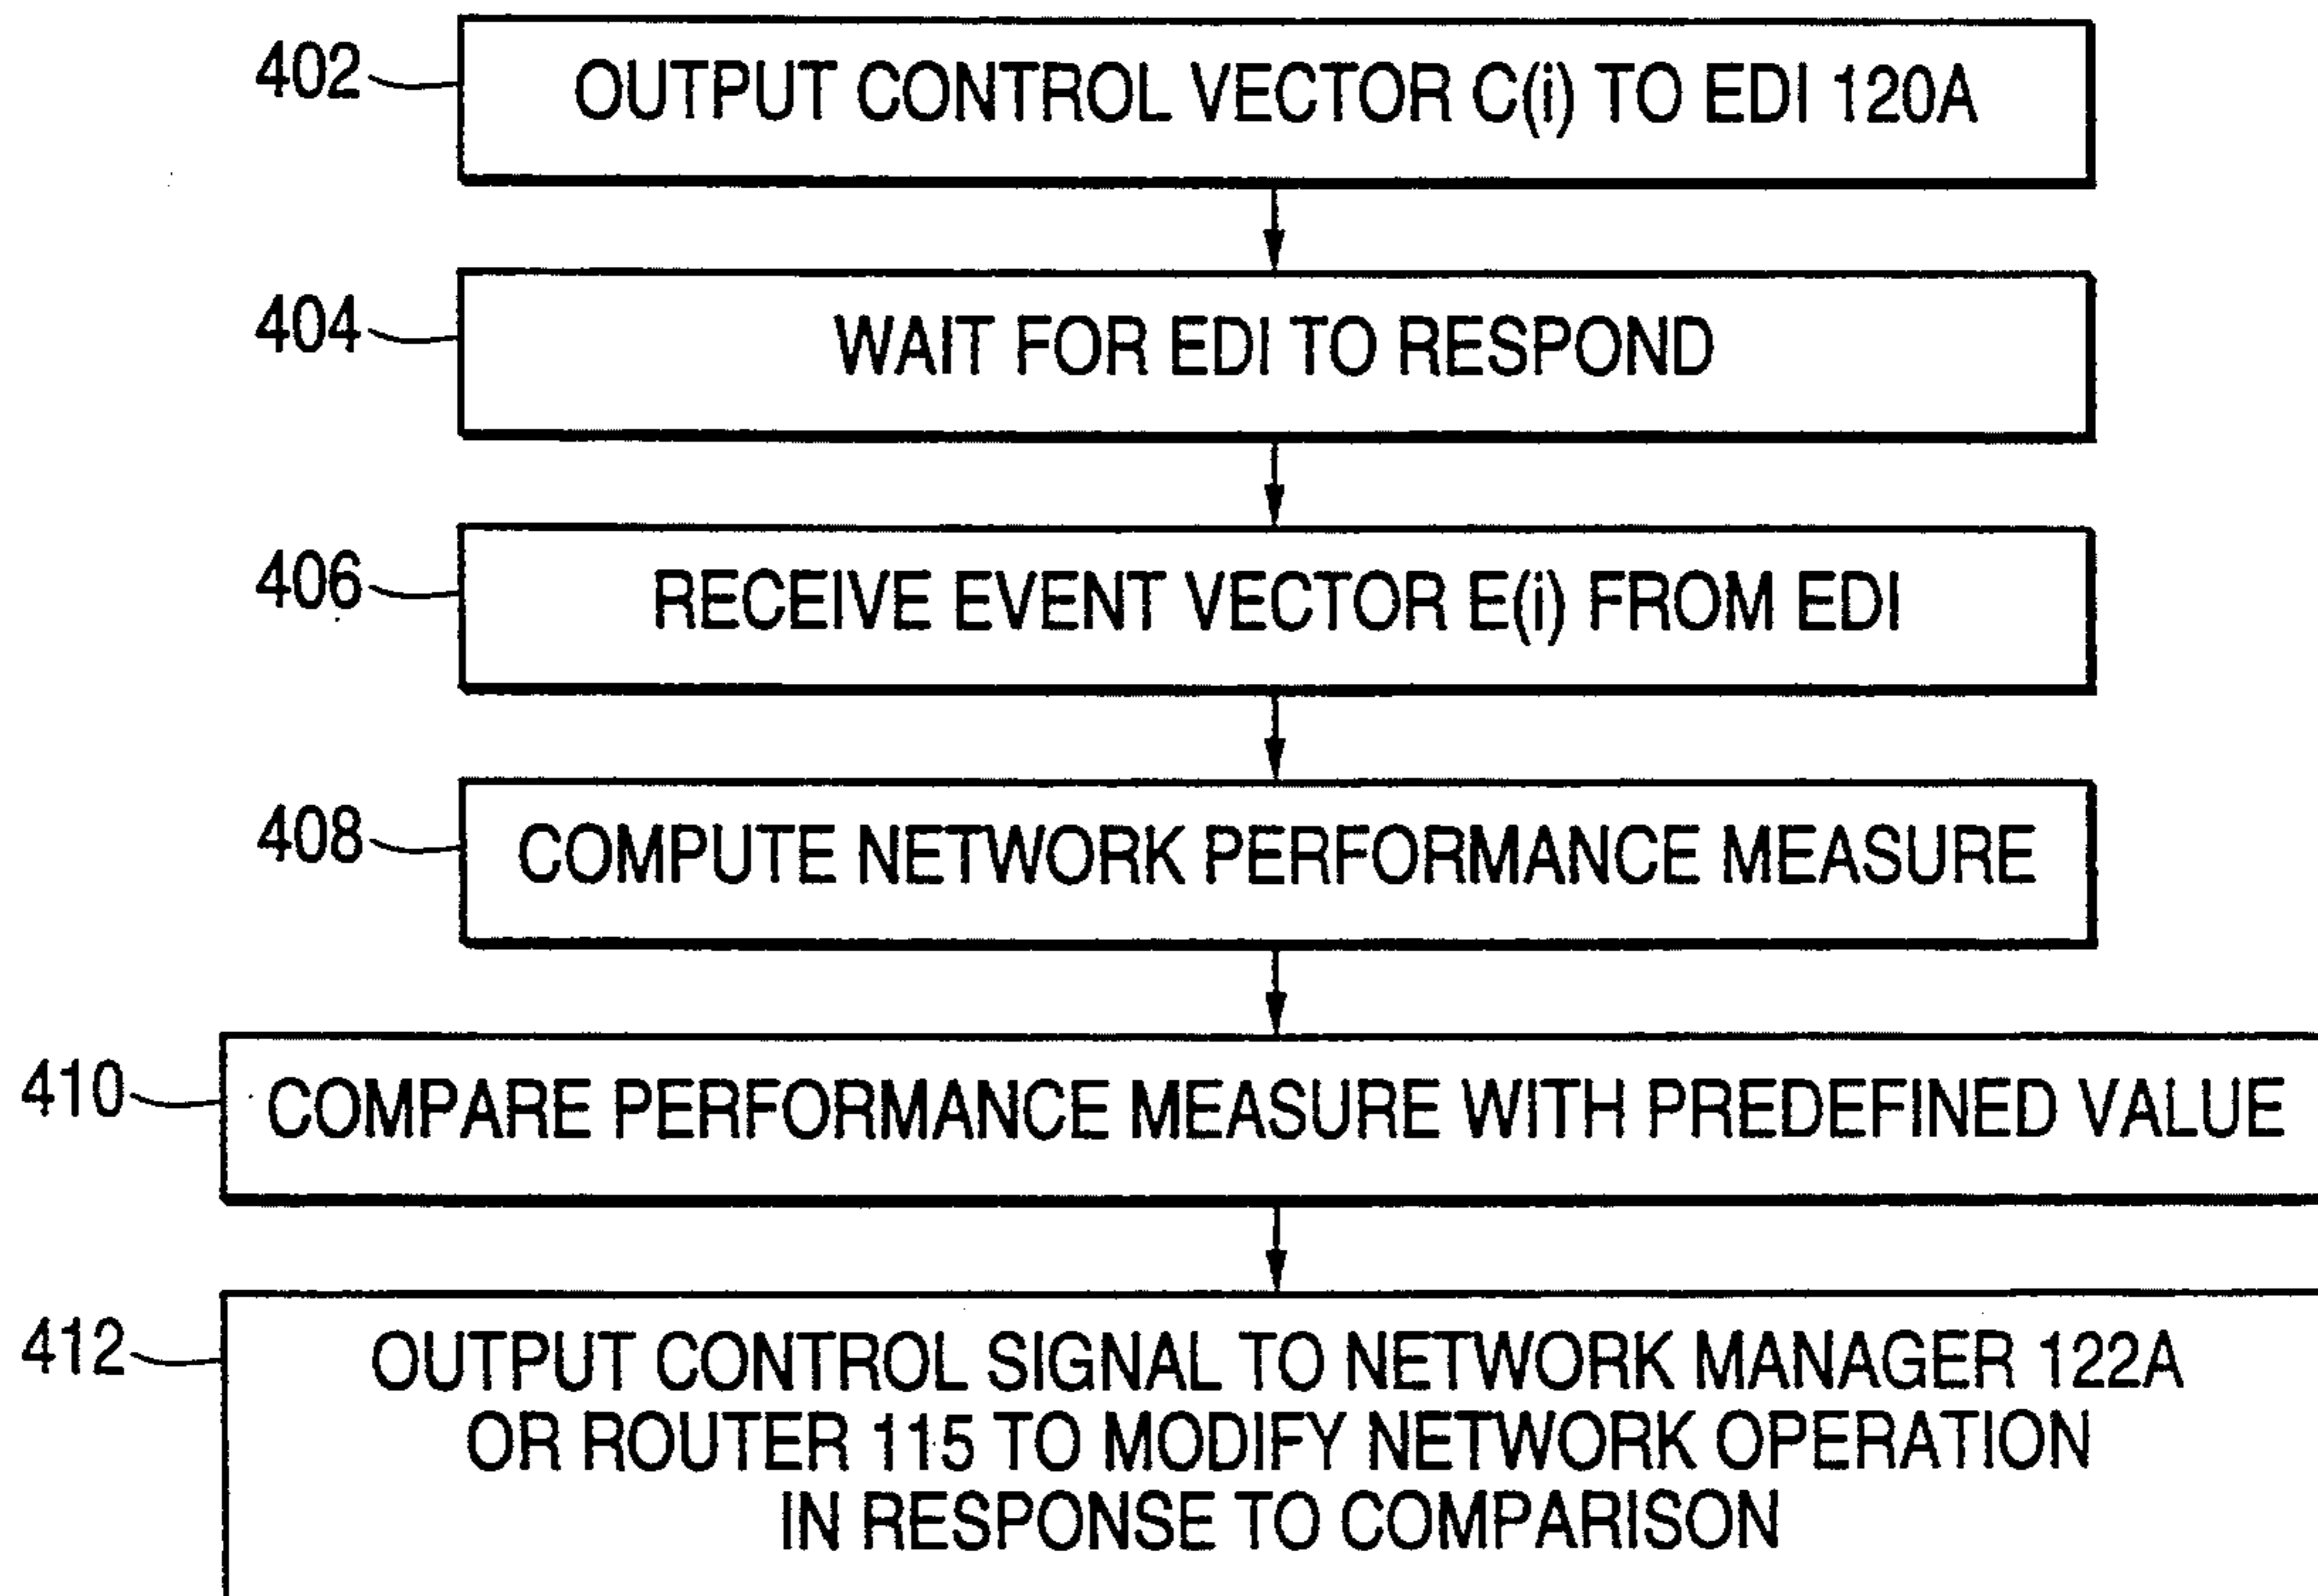 402 OUTPUT CONTROL VECTOR C(i) TO EDI 120A
404 WAIT FOR EDI TO RESPOND
406 RECEIVE EVENT VECTOR E(i) FROM EDI
408 COMPUTE NETWORK PERFORMANCE MEASURE
410 COMPARE PERFORMANCE MEASURE WITH PREDEFINED VALUE
412 OUTPUT CONTROL SIGNAL TO NETWORK MANAGER 122A
OR ROUTER 115 TO MODIFY NETWORK OPERATION
IN RESPONSE TO COMPARISON